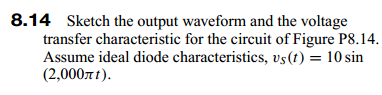 8.14 Sketch the output waveform and the voltage
transfer characteristic for the circuit of Figure P8.14.
Assume ideal diode characteristics, vS(t) = 10 sin
(2,000πt).